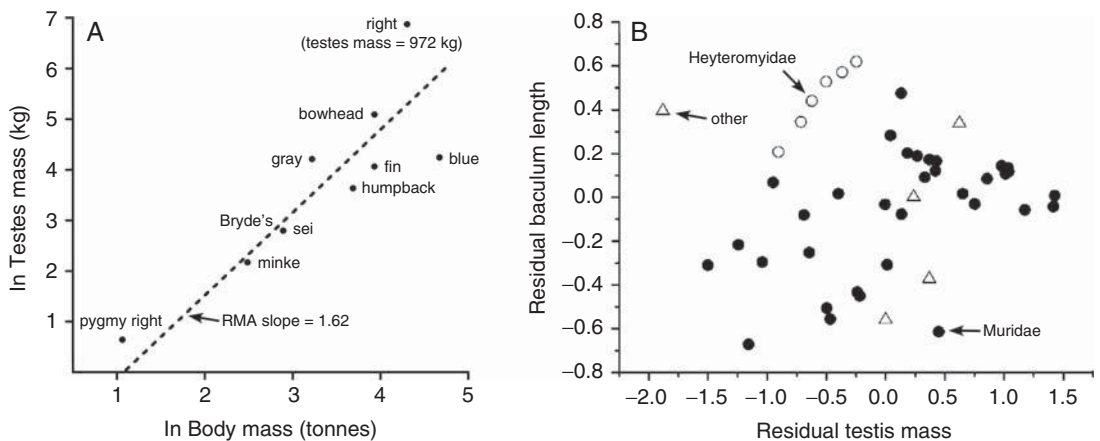 A
7
6
5
4
3
2
1
ln Testes mass (kg)
right
(testes mass = 972 kg)
bowhead
gray
fin
blue
humpback
Bryde's
sei
minke
pygmy right
RMA slope = 1.62
1
2
3
4
5
ln Body mass (tonnes)
B
0.8
0.6
0.4
0.2
0.0
−0.2
−0.4
−0.6
−0.8
Residual baculum length
Heyteromyidae
other
Muridae
−2.0
−1.5
−1.0
−0.5
0.0
0.5
1.0
1.5
Residual testis mass